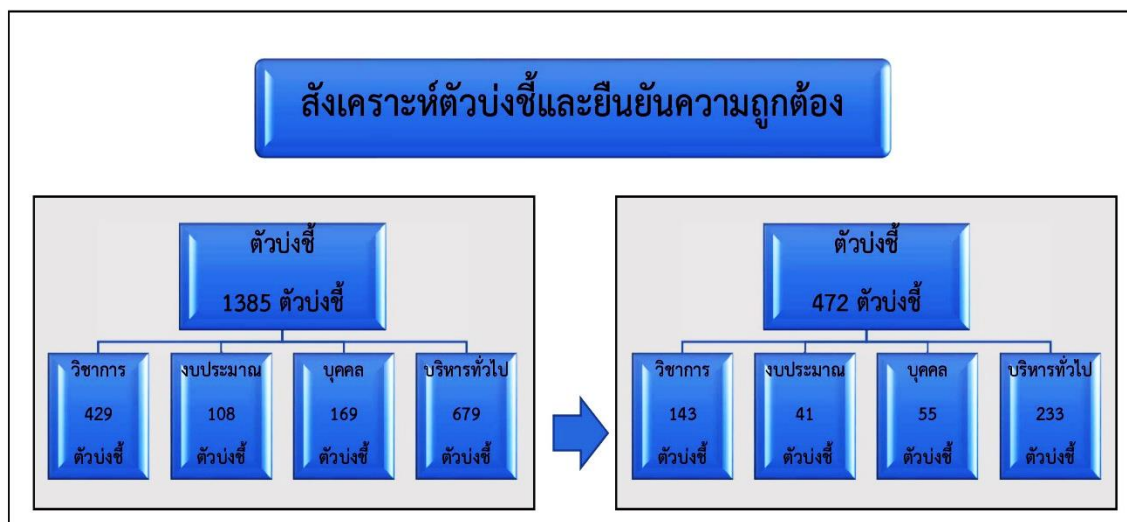 สังเคราะห์ตัวบ่งชี้และยืนยันความถูกต้อง
ตัวบ่งชี้
1385 ตัวบ่งชี้
วิชาการ
429
ตัวบ่งชี้
งบประมาณ
108
ตัวบ่งชี้
บุคคล
169
ตัวบ่งชี้
บริหารทั่วไป
679
ตัวบ่งชี้
ตัวบ่งชี้
472 ตัวบ่งชี้
วิชาการ
143
ตัวบ่งชี้
งบประมาณ
41
ตัวบ่งชี้
บุคคล
55
ตัวบ่งชี้
บริหารทั่วไป
233
ตัวบ่งชี้